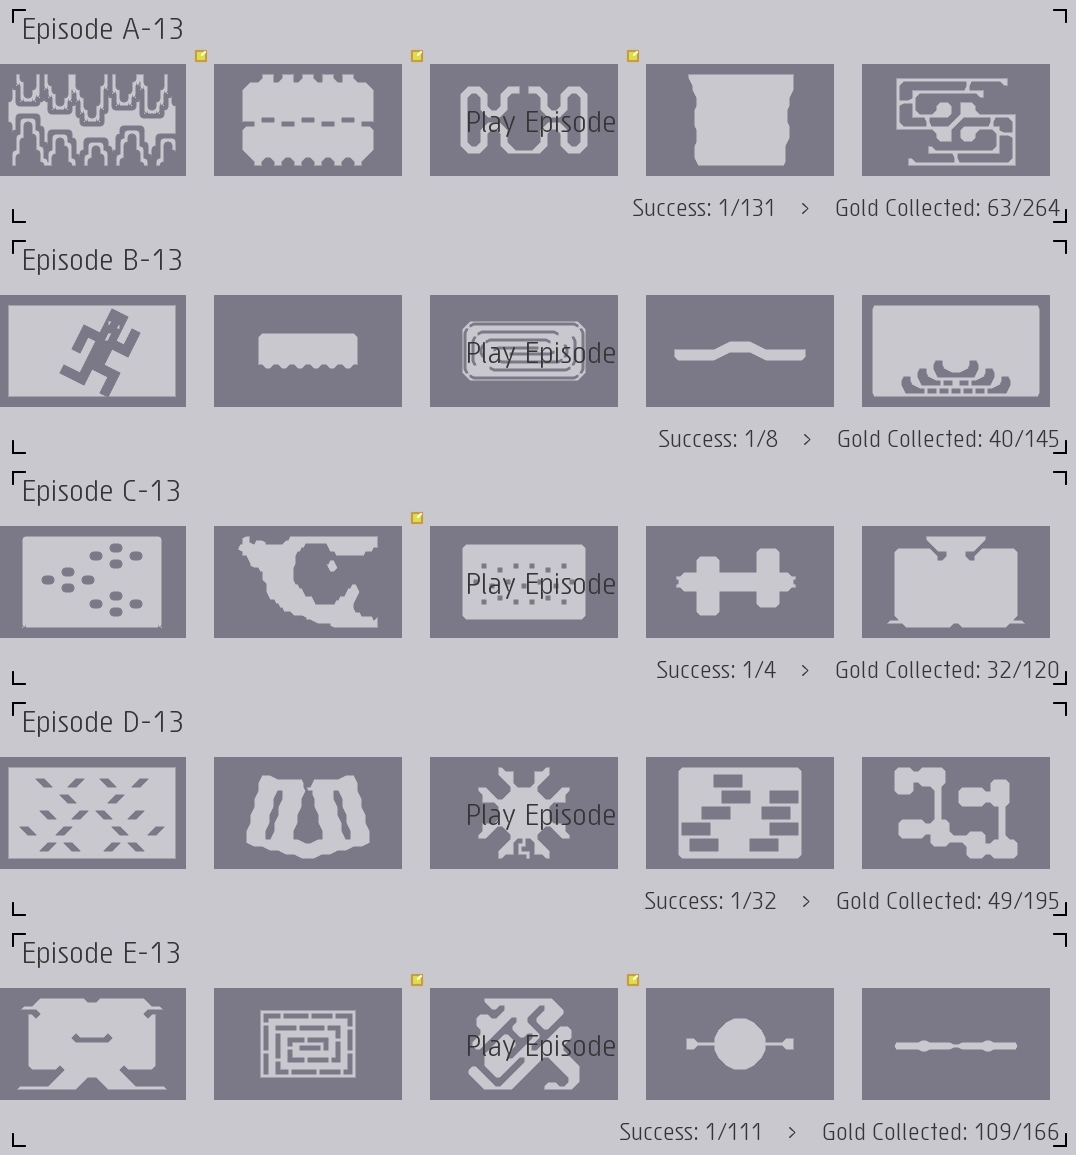 Episode A-13
Play Episode
Success: 1/131 > Gold Collected: 63/264
Episode B-13
Play Episode
Success: 1/8 > Gold Collected: 40/145
Episode C-13
Play Episode
Success: 1/4 > Gold Collected: 32/120
Episode D-13
Play Episode
Success: 1/32 > Gold Collected: 49/195
Episode E-13
Play Episode
Success: 1/111 > Gold Collected: 109/166